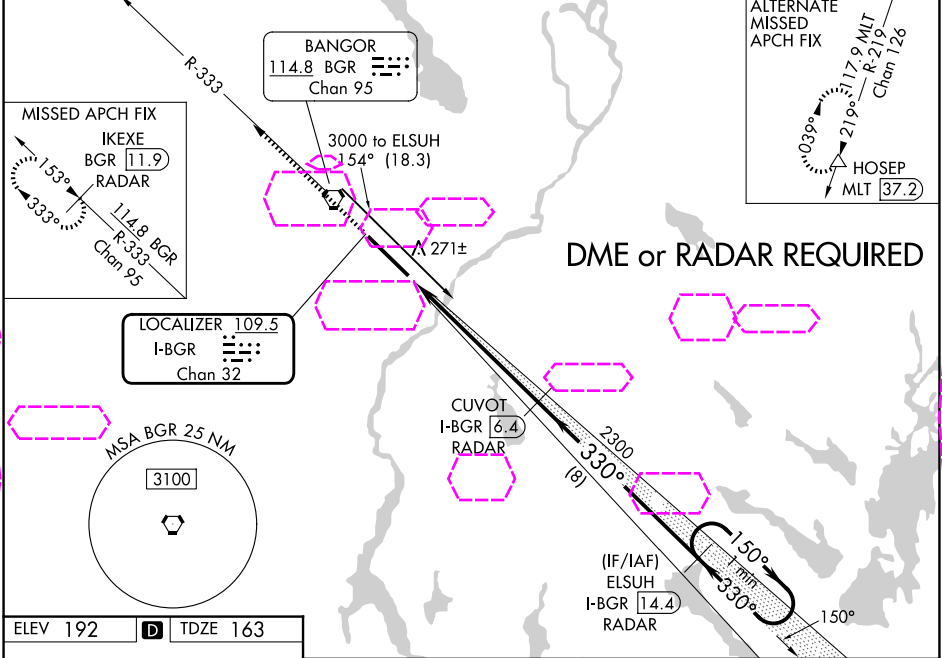 R-333
BANGOR
114.8 BGR
Chan 95
ALTERNATE
MISSED
APCH FIX
117.9 MLT
R-219
Chan 126
039°
219°
HOSEP
MLT 37.2
MISSED APCH FIX
IKEXE
BGR 11.9
RADAR
153°
333°
114.8 BGR
R-333
Chan 95
3000 to ELSUH
154° (18.3)
271±
DME or RADAR REQUIRED
LOCALIZER 109.5
I-BGR
Chan 32
CUVOT
I-BGR 6.4
RADAR
2300
330°
(8)
MSA BGR 25 NM
3100
(IF/IAF)
ELSUH
I-BGR 14.4
RADAR
150°
1 min
330°
150°
ELEV 192 D TDZE 163